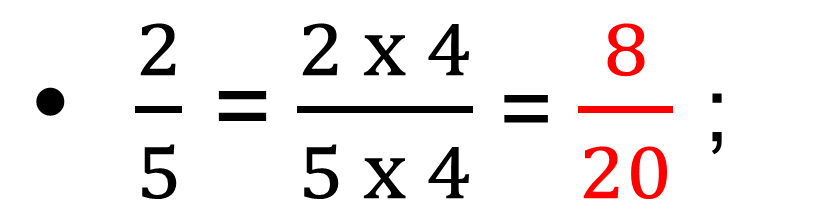 • 2/5 = (2 x 4)/(5 x 4) = 8/20 ;